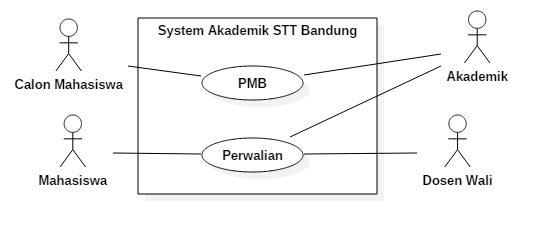 System Akademik STT Bandung
Calon Mahasiswa
PMB
Akademik
Mahasiswa
Perwalian
Dosen Wali